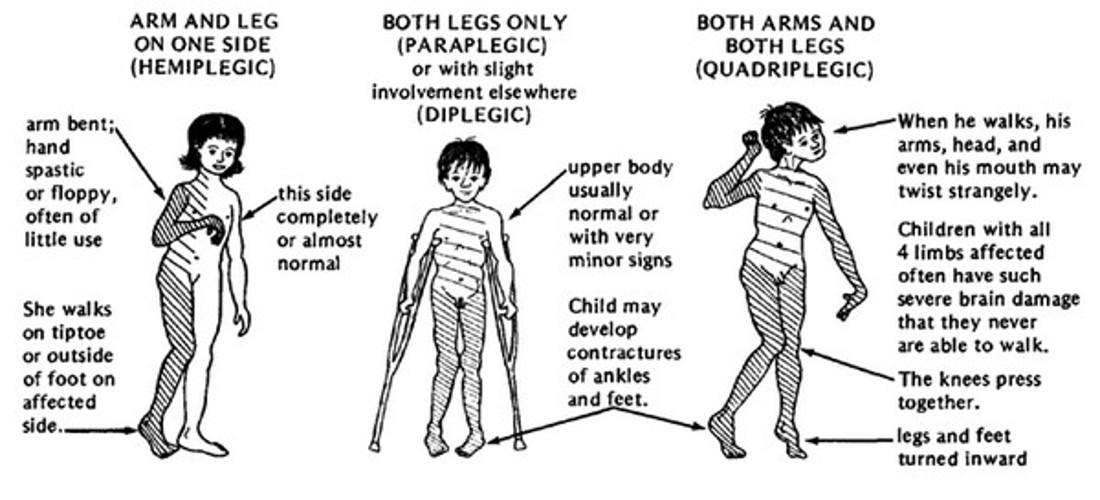 ARM AND LEG
ON ONE SIDE
(HEMIPLEGIC)
arm bent;
hand
spastic
or floppy,
often of
little use
this side
completely
or almost
normal
She walks
on tiptoe
or outside
of foot on
affected
side.
BOTH LEGS ONLY
(PARAPLEGIC)
or with slight
involvement elsewhere
(DIPLEGIC)
upper body
usually
normal or
with very
minor signs
Child may
develop
contractures
of ankles
and feet.
BOTH ARMS AND
BOTH LEGS
(QUADRIPLEGIC)
When he walks, his
arms, head, and
even his mouth may
twist strangely.
Children with all
4 limbs affected
often have such
severe brain damage
that they never
are able to walk.
The knees press
together.
legs and feet
turned inward